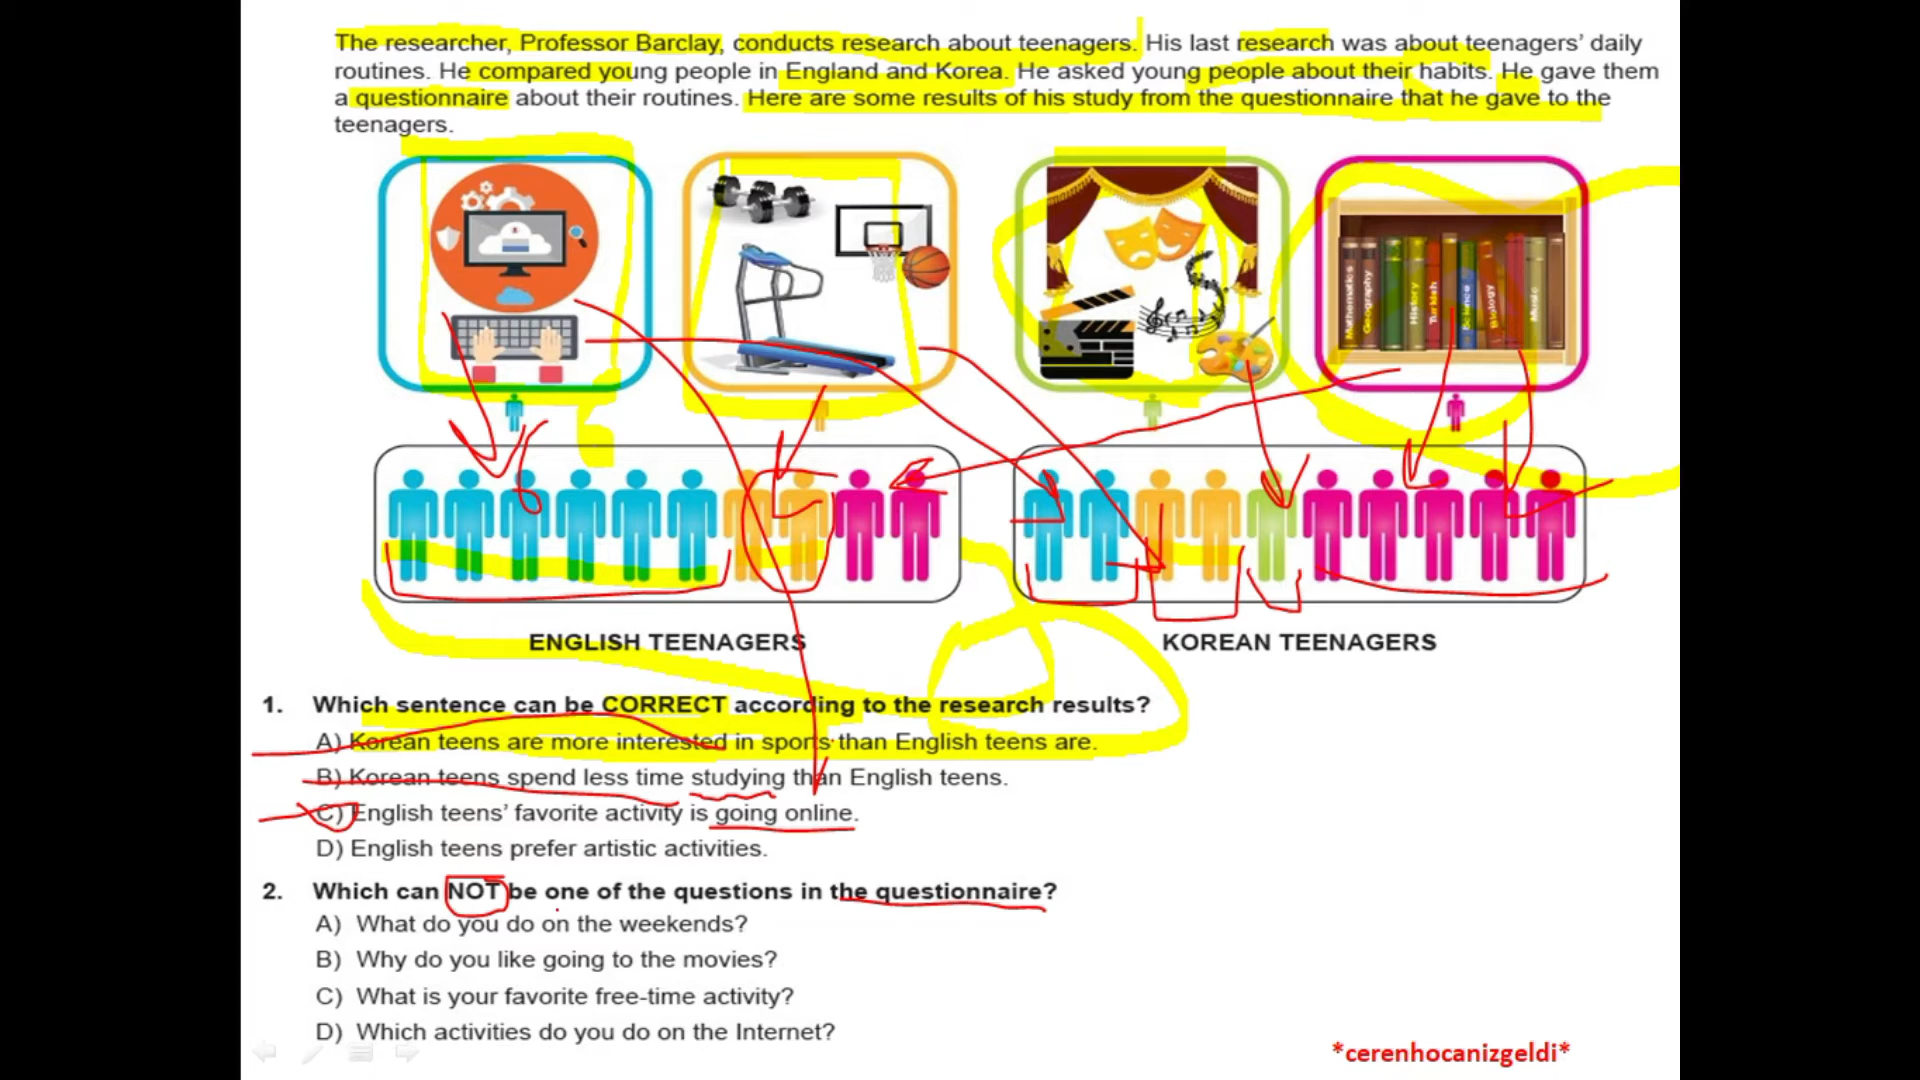 The researcher, Professor Barclay, conducts research about teenagers. His last research was about teenagers' daily
routines. He compared young people in England and Korea. He asked young people about their habits. He gave them
a questionnaire about their routines. Here are some results of his study from the questionnaire that he gave to the
teenagers.
Mathematics
Geography
History
Turkish
Science
Biology
Music
ENGLISH TEENAGERS
KOREAN TEENAGERS
1. Which sentence can be CORRECT according to the research results?
A) Korean teens are more interested in sports than English teens are.
B) Korean teens spend less time studying than English teens.
C) English teens' favorite activity is going online.
D) English teens prefer artistic activities.
2. Which can NOT be one of the questions in the questionnaire?
A) What do you do on the weekends?
B) Why do you like going to the movies?
C) What is your favorite free-time activity?
D) Which activities do you do on the Internet?
*cerenhocanizgeldi*